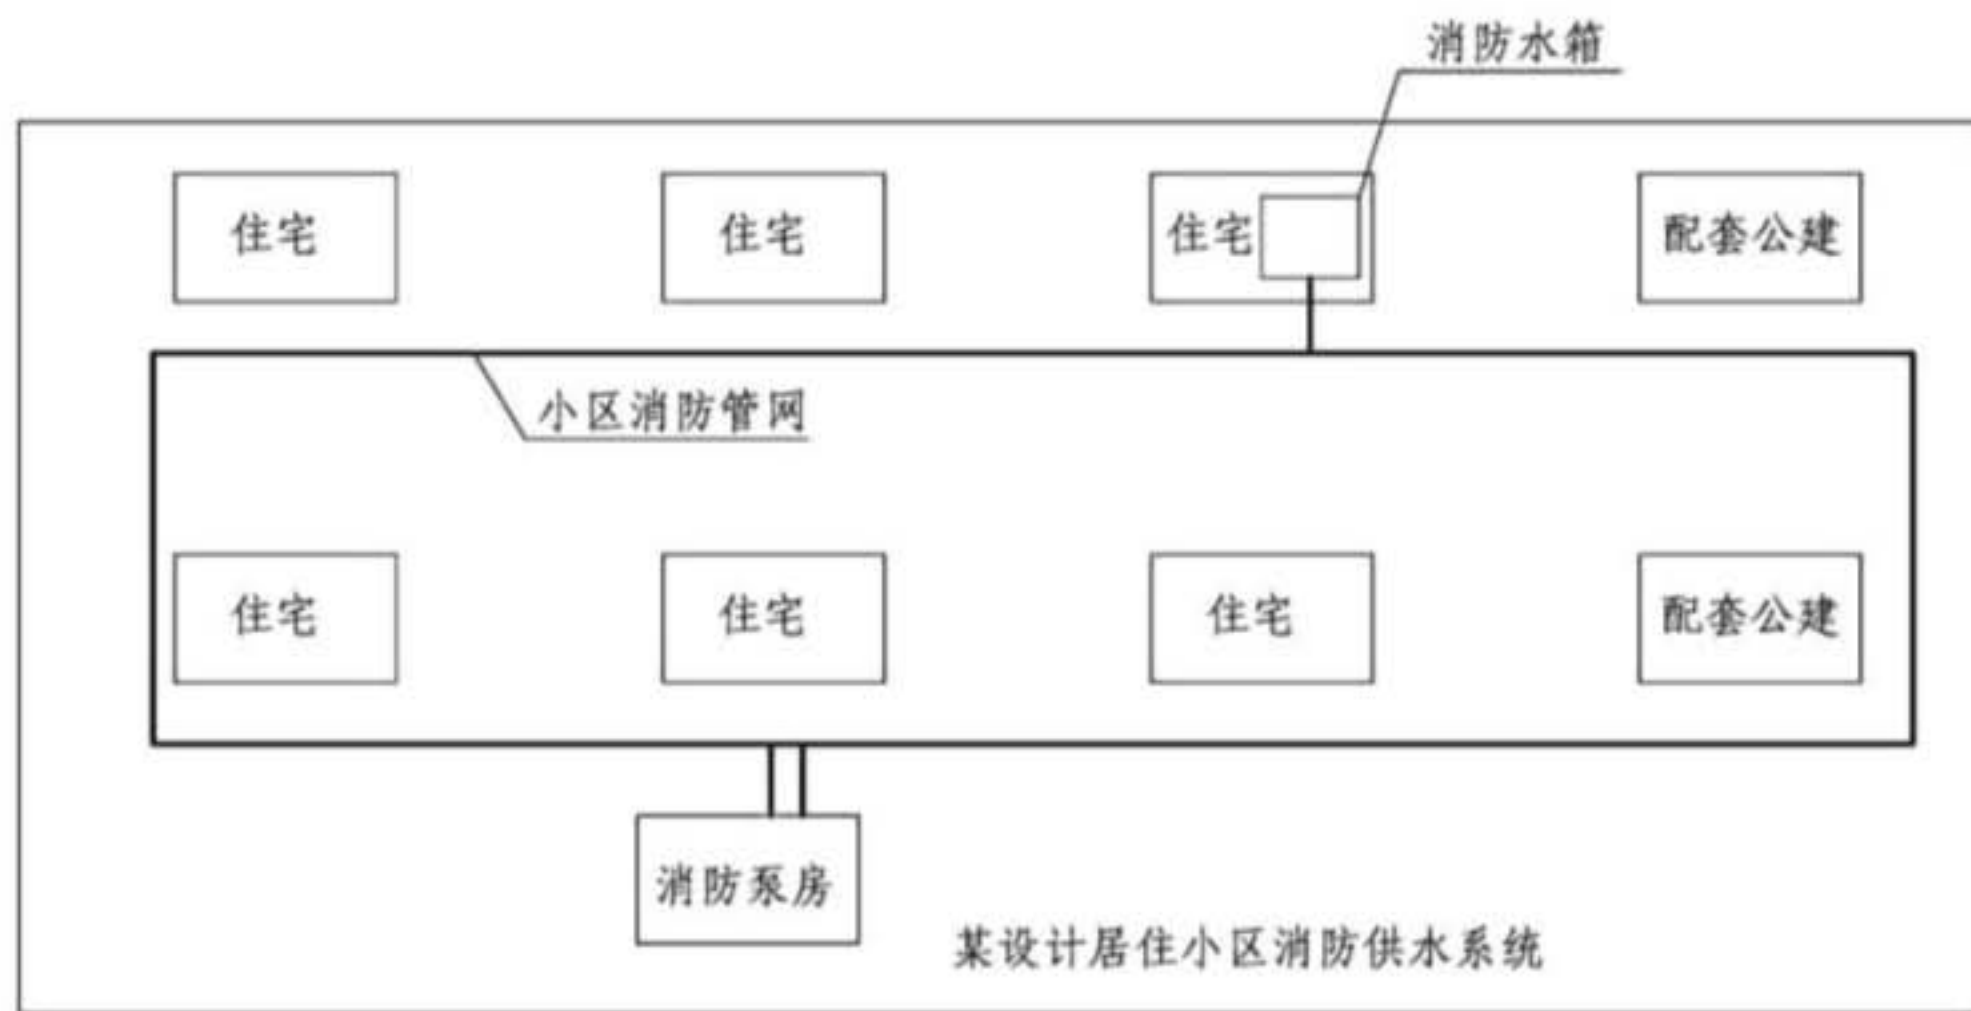 消防水箱
住宅
住宅
住宅
配套公建
小区消防管网
住宅
住宅
住宅
配套公建
消防泵房
某设计居住小区消防供水系统